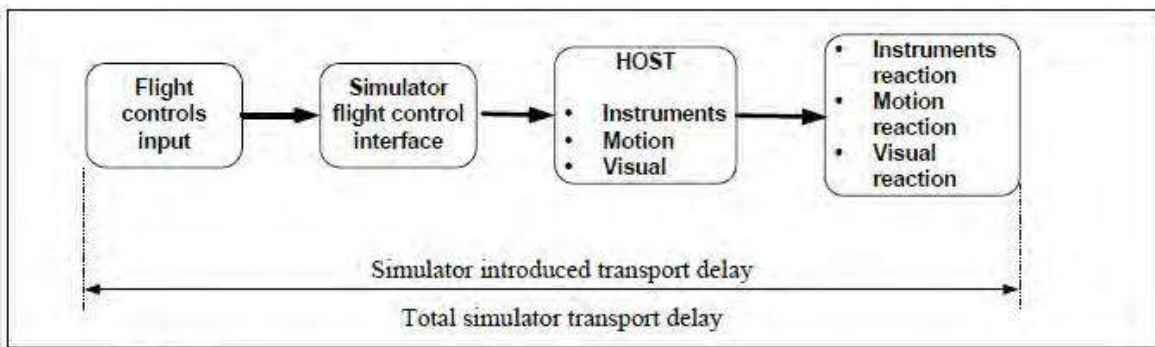 Flight
controls
input
Simulator
flight control
interface
HOST
• Instruments
• Motion
• Visual
• Instruments
reaction
• Motion
reaction
• Visual
reaction
Simulator introduced transport delay
Total simulator transport delay